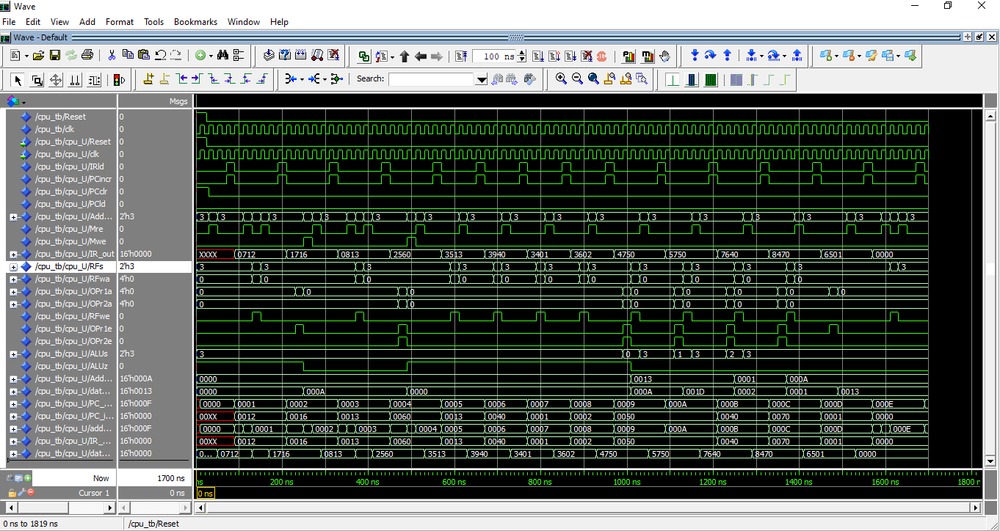 Wave
File Edit View Add Format Tools Bookmarks Window Help
Wave - Default
100 ns
Search:
Msgs
/cpu_tb/Reset 0
/cpu_tb/clk 0
/cpu_tb/cpu_U/Reset 0
/cpu_tb/cpu_U/clk 0
/cpu_tb/cpu_U/IRld 0
/cpu_tb/cpu_U/PCincr 0
/cpu_tb/cpu_U/PCclr 0
/cpu_tb/cpu_U/PCld 0
/cpu_tb/cpu_U/Add... 2'h3 3 3 3 3 3 3 3 3 3 3 3 3 3 3 3 3
/cpu_tb/cpu_U/Mre 0
/cpu_tb/cpu_U/Mwe 0
/cpu_tb/cpu_U/IR_out 16'h0000 XXXX 0712 1716 0813 2560 3513 3940 3401 3602 4750 5750 7640 8470 6501 0000
/cpu_tb/cpu_U/RFs 2'h3 3 3 3 3 3 3 3 3 3 3 3 3
/cpu_tb/cpu_U/RFwa 4'h0 0 0 0 0 0 0 0 0 0 0 0
/cpu_tb/cpu_U/OPr1a 4'h0 0 0 0 0 0 0 0 0
/cpu_tb/cpu_U/OPr2a 4'h0 0 0 0 0 0 0
/cpu_tb/cpu_U/RFwe 0
/cpu_tb/cpu_U/OPr1e 0
/cpu_tb/cpu_U/OPr2e 0
/cpu_tb/cpu_U/ALUs 2'h3 3 0 3 1 3 2 3
/cpu_tb/cpu_U/ALUz 0
/cpu_tb/cpu_U/Add... 16'h000A 0000 0013 0001 000A
/cpu_tb/cpu_U/dat... 16'h0013 0000 000A 0000 000A 001D 0002 0001 0013
/cpu_tb/cpu_U/PC_... 16'h000F 0000 0001 0002 0003 0004 0005 0006 0007 0008 0009 000A 000B 000C 000D 000E
/cpu_tb/cpu_U/PC_i... 16'h0000 00XX 0012 0016 0013 0060 0013 0040 0001 0002 0050 0040 0070 0001 0000
/cpu_tb/cpu_U/add... 16'h000F 0000 0001 0002 0003 0004 0005 0006 0007 0008 0009 000A 000B 000C 000D 000E
/cpu_tb/cpu_U/IR_... 16'h0000 00XX 0012 0016 0013 0060 0013 0040 0001 0002 0050 0040 0070 0001 0000
/cpu_tb/cpu_U/dat... 16'h0000 0... 0712 1716 0813 2560 3513 3940 3401 3602 4750 5750 7640 8470 6501 0000
Now 1700 ns ns 200 ns 400 ns 600 ns 800 ns 1000 ns 1200 ns 1400 ns 1600 ns 1800 n
Cursor 1 0 ns 0 ns
0 ns to 1819 ns /cpu_tb/Reset